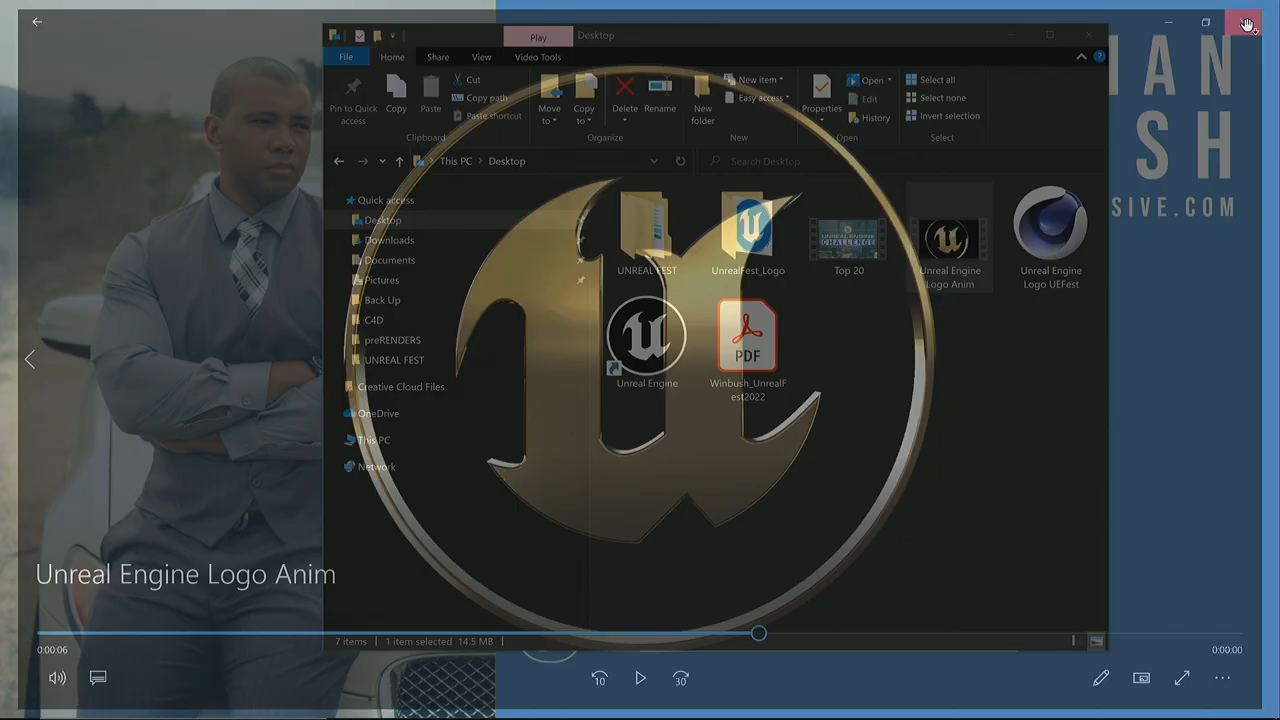 Play
Desktop
File
Home
Share
View
Video Tools
Pin to Quick
access
Copy
Paste
Cut
Copy path
Paste shortcut
Clipboard
Move
to
Copy
to
Delete
Rename
Organize
New
folder
New item
Easy access
New
Properties
Open
Edit
History
Open
Select all
Select none
Invert selection
Select
This PC
Desktop
Search Desktop
IAN
SH
SIVE.COM
Quick access
Desktop
Downloads
Documents
Pictures
Back Up
C4D
preRENDERS
UNREAL FEST
Creative Cloud Files
OneDrive
This PC
Network
UNREAL FEST
UnrealFest_Logo
UNREAL ENGINE
CHALLENGE
Top 20
Unreal Engine
Logo Anim
Unreal Engine
Logo UEFest
Unreal Engine
PDF
Winbush_UnrealF
est2022
Unreal Engine Logo Anim
7 items
1 item selected 14.5 MB
0:00:06
0:00:00
10
30